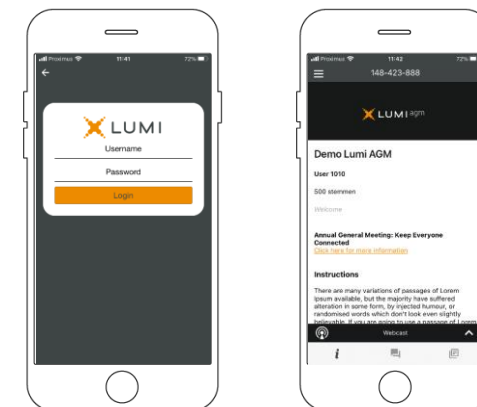 Proximus 11:41 72%
LUMI
Username
Password
Login
Proximus 11:42 72%
148-423-888
LUMI agm
Demo Lumi AGM
User 1010
500 stemmen
Welcome
Annual General Meeting: Keep Everyone
Connected
Click here for more information
Instructions
There are many variations of passages of Lorem
Ipsum available, but the majority have suffered
alteration in some form, by injected humour, or
randomised words which don't look even slightly
believable. If you are going to use a passage of Lorem
Webcast
i